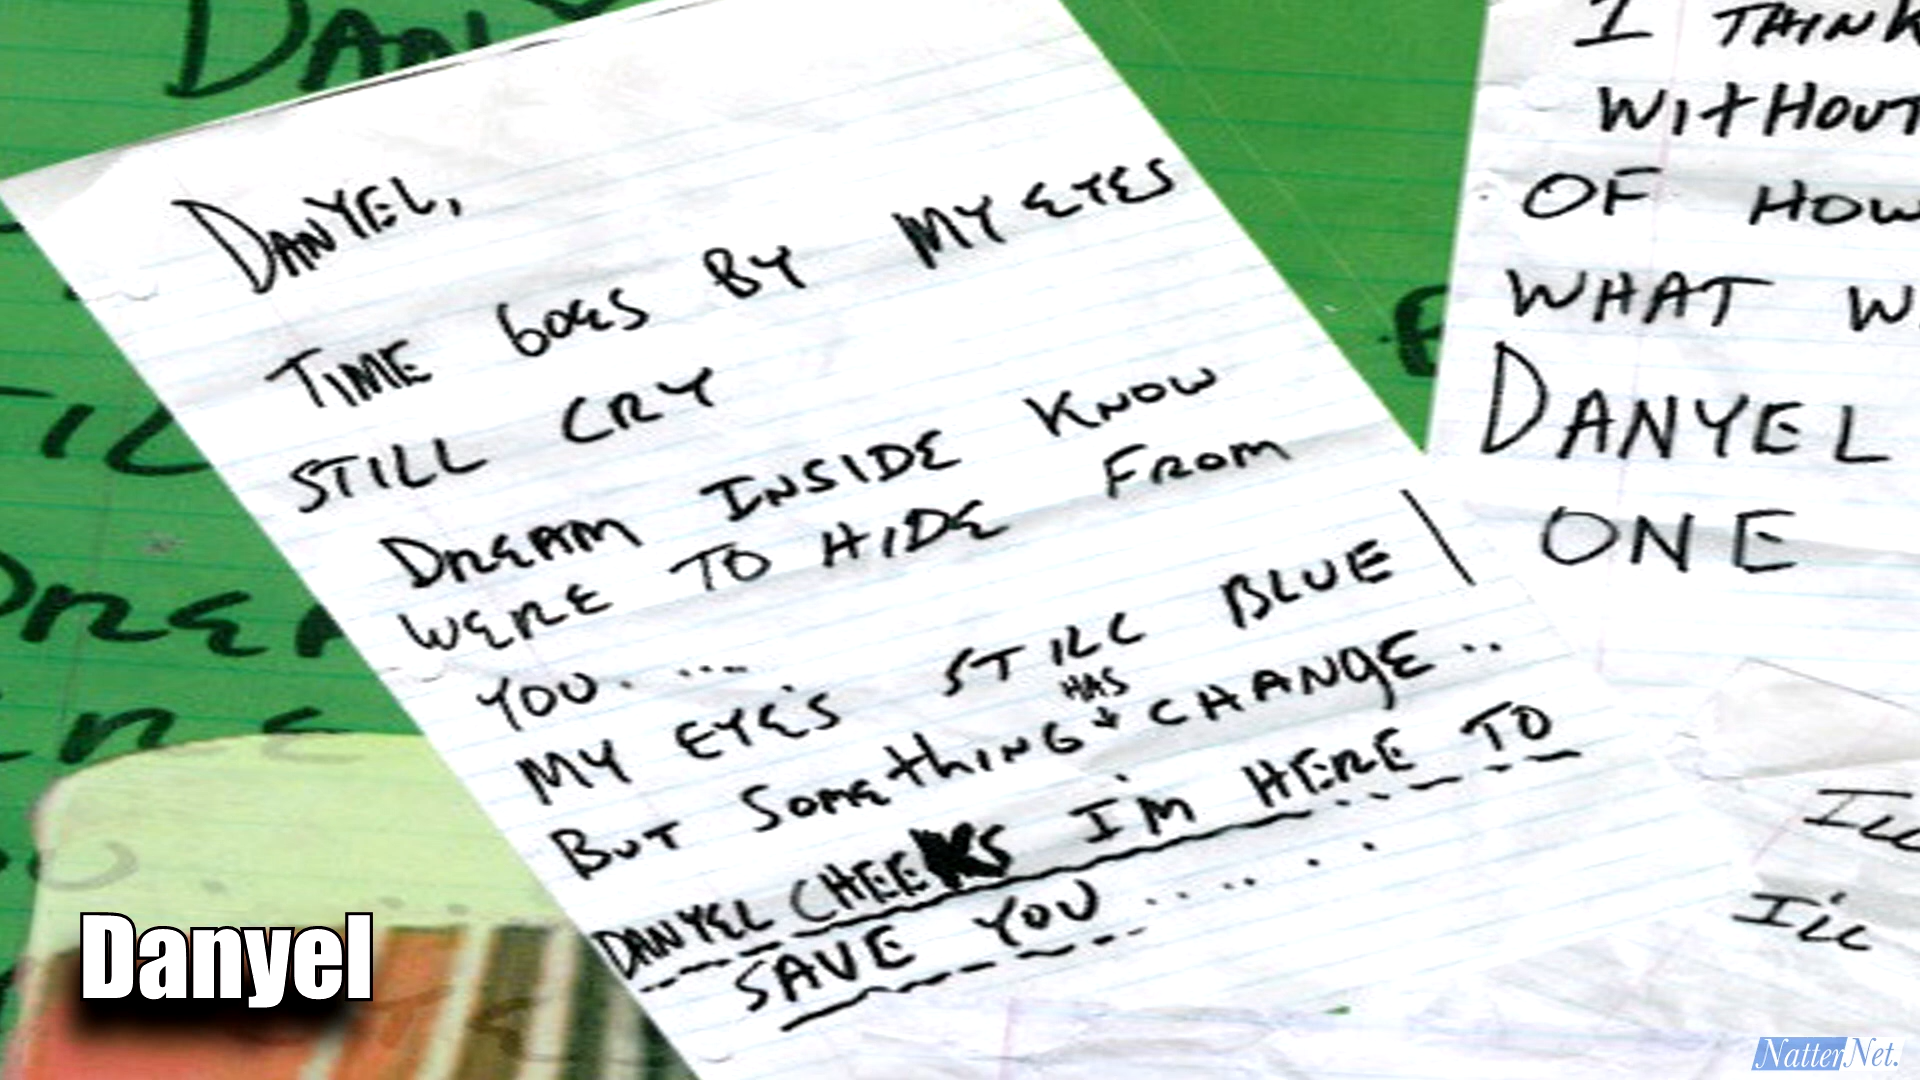 DAN
DANYEL,
TIME GOES BY MY EYES
STILL CRY
DREAM INSIDE KNOW
WERE TO HIDE FROM
YOU. ...
MY EYE'S STILL BLUE
BUT SOMETHING HAS CHANGE..
DANYEL CHEEKS I'M HERE TO
SAVE YOU.........
I THINK
WITHOUT
OF HOW
WHAT W
DANYEL
ONE
I'll
Danyel
NatterNet.